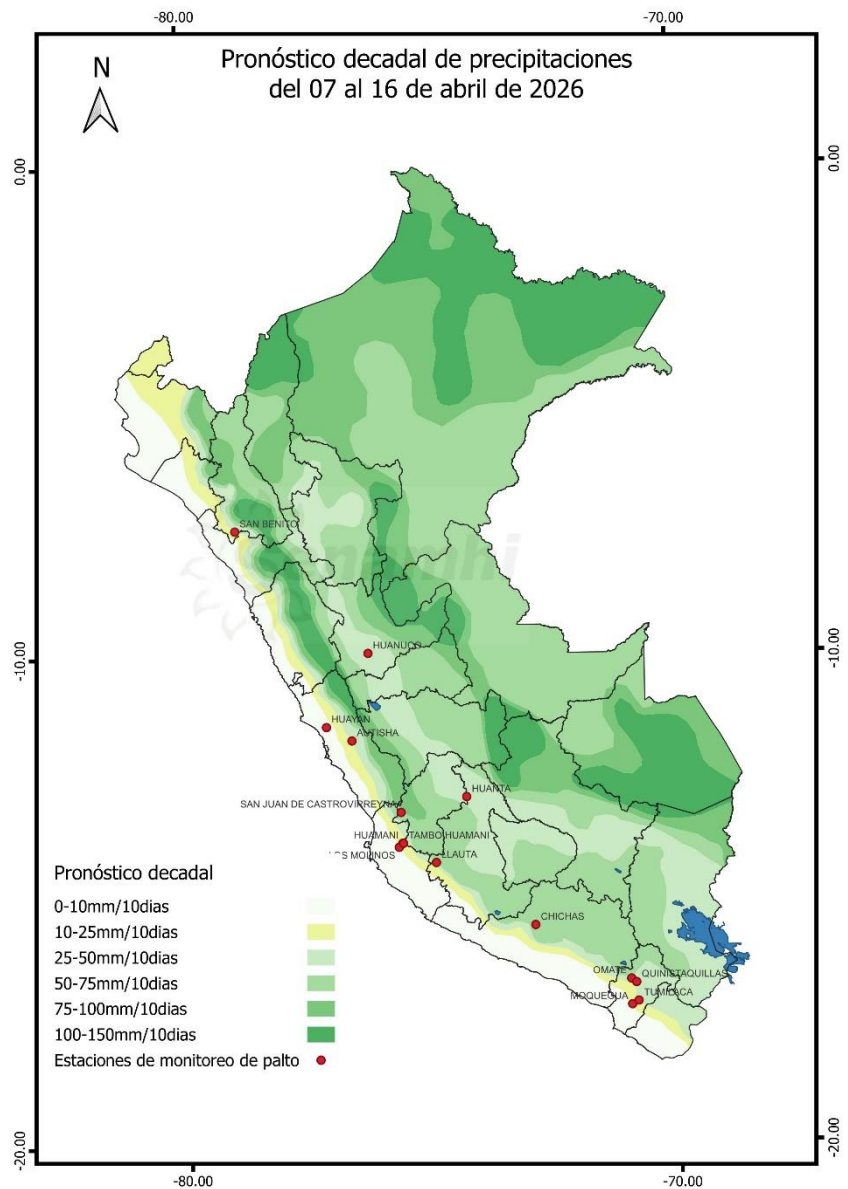 -80.00
-70.00
Pronóstico decadal de precipitaciones
del 07 al 16 de abril de 2026
N
0.00
0.00
SAN BENITO
senamhi
HUANUCO
-10.00
-10.00
HUAYAN
AUTISHA
HUANTA
SAN JUAN DE CASTROVIRREYNA
HUAMANI
TAMBO HUAMANI
LOS MOLINOS
LLAUTA
CHICHAS
OMATE
QUINISTAQUILLAS
MOQUEGUA
TUMILACA
Pronóstico decadal
0-10mm/10dias
10-25mm/10dias
25-50mm/10dias
50-75mm/10dias
75-100mm/10dias
100-150mm/10dias
Estaciones de monitoreo de palto
-20.00
-20.00
-80.00
-70.00